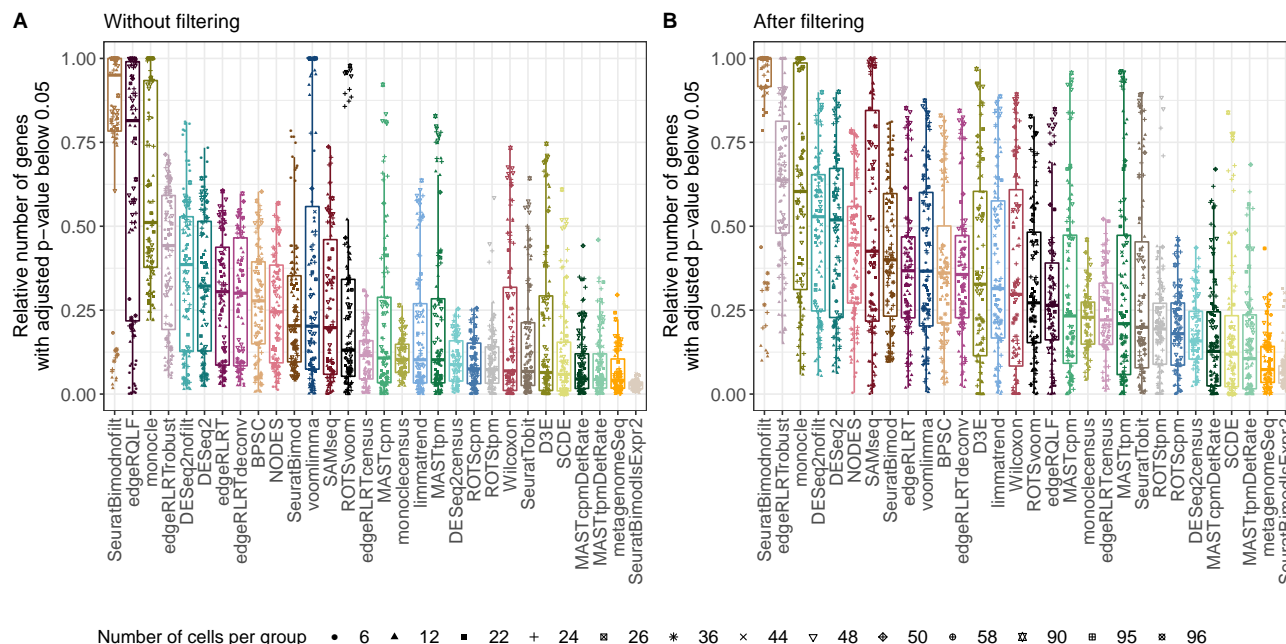 A Without filtering
Relative number of genes
with adjusted p−value below 0.05
1.00
0.75
0.50
0.25
0.00
SeuratBimodnofilt
edgeRQLF
monocle
edgeRLRTrobust
DESeq2nofilt
DESeq2
edgeRLRT
edgeRLRTdeconv
BPSC
NODES
SeuratBimod
voomlimma
SAMseq
ROTSvoom
edgeRLRTcensus
MASTcpm
monoclecensus
limmatrend
MASTtpm
DESeq2census
ROTScpm
ROTStpm
Wilcoxon
SeuratTobit
D3E
SCDE
MASTcpmDetRate
MASTtpmDetRate
metagenomeSeq
SeuratBimodIsExpr2
B After filtering
Relative number of genes
with adjusted p−value below 0.05
1.00
0.75
0.50
0.25
0.00
SeuratBimodnofilt
edgeRLRTrobust
monocle
DESeq2nofilt
DESeq2
NODES
SAMseq
SeuratBimod
edgeRLRT
voomlimma
BPSC
edgeRLRTdeconv
D3E
limmatrend
Wilcoxon
ROTSvoom
edgeRQLF
MASTcpm
monoclecensus
edgeRLRTcensus
MASTtpm
SeuratTobit
ROTStpm
ROTScpm
DESeq2census
MASTcpmDetRate
SCDE
MASTtpmDetRate
metagenomeSeq
SeuratBimodIsExpr2
Number of cells per group 6 12 22 24 26 36 44 48 50 58 90 95 96